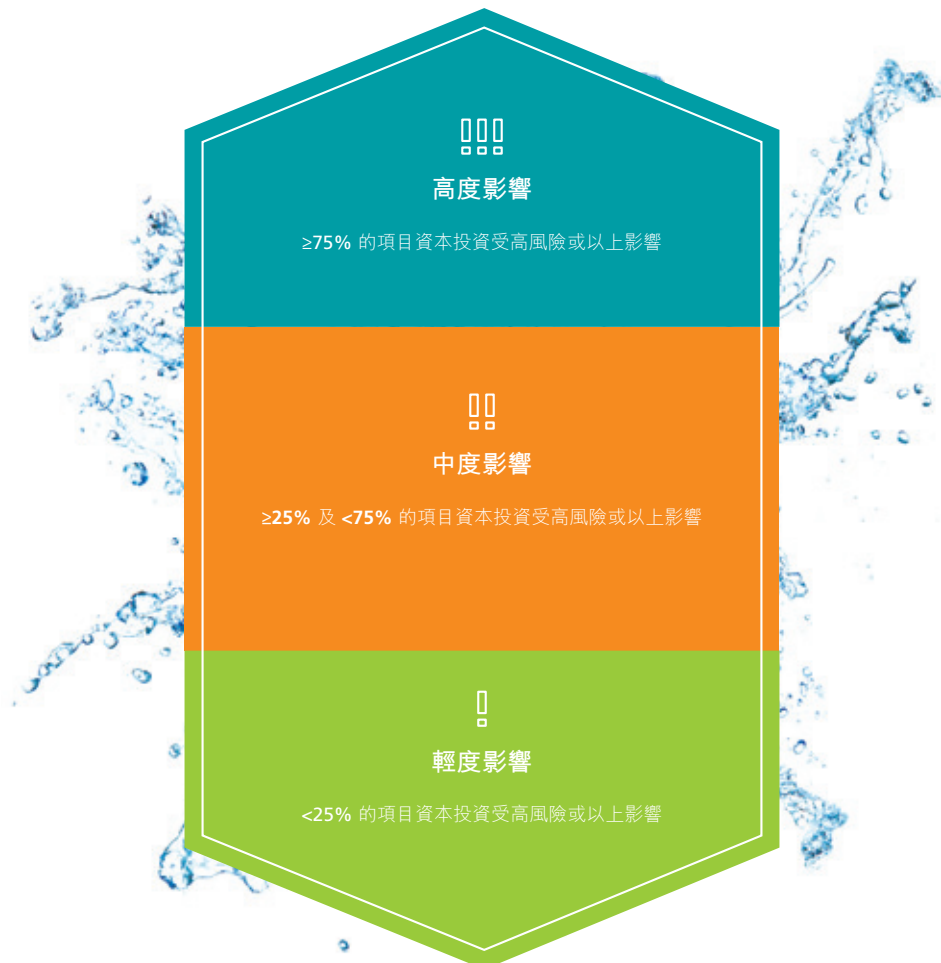 高度影響
≥75% 的項目資本投資受高風險或以上影響
中度影響
≥25% 及 <75% 的項目資本投資受高風險或以上影響
輕度影響
<25% 的項目資本投資受高風險或以上影響